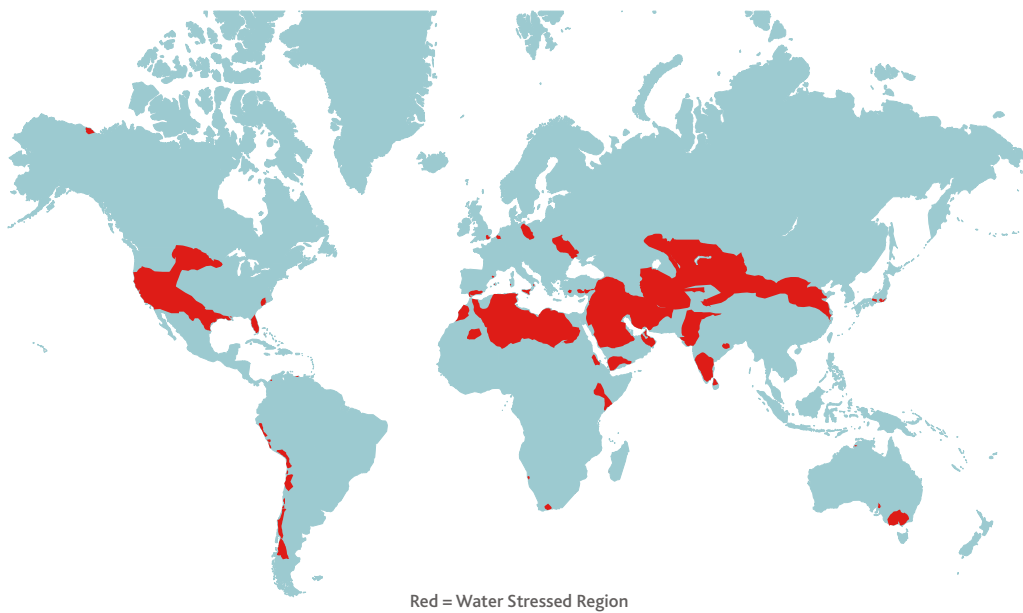 Red = Water Stressed Region